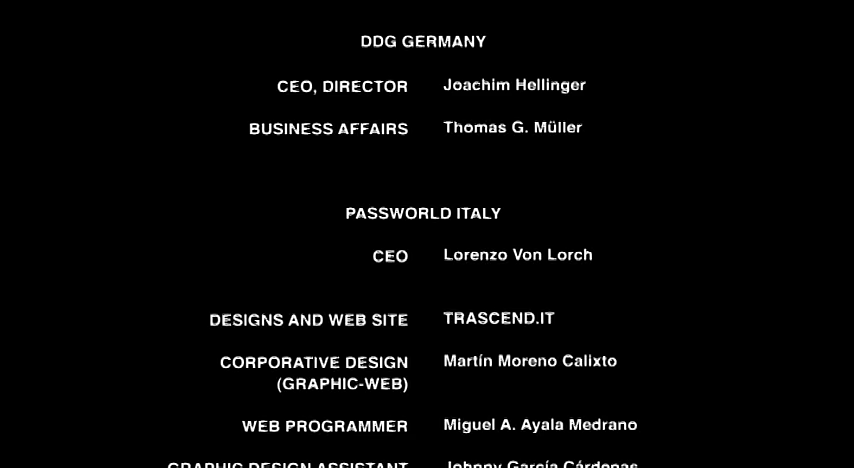 DDG GERMANY
CEO, DIRECTOR Joachim Hellinger
BUSINESS AFFAIRS Thomas G. Müller
PASSWORLD ITALY
CEO Lorenzo Von Lorch
DESIGNS AND WEB SITE TRASCEND.IT
CORPORATIVE DESIGN Martín Moreno Calixto
(GRAPHIC-WEB)
WEB PROGRAMMER Miguel A. Ayala Medrano
GRAPHIC DESIGN ASSISTANT Johnny García Cárdenas